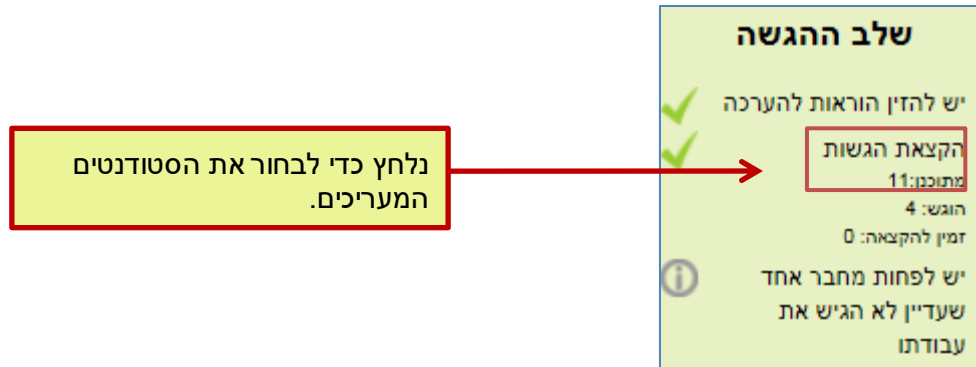 שלב ההגשה
יש להזין הוראות להערכה
הקצאת הגשות
מתוכנן:11
הוגש: 4
זמין להקצאה: 0
יש לפחות מחבר אחד
שעדיין לא הגיש את
עבודתו
נלחץ כדי לבחור את הסטודנטים
המעריכים.